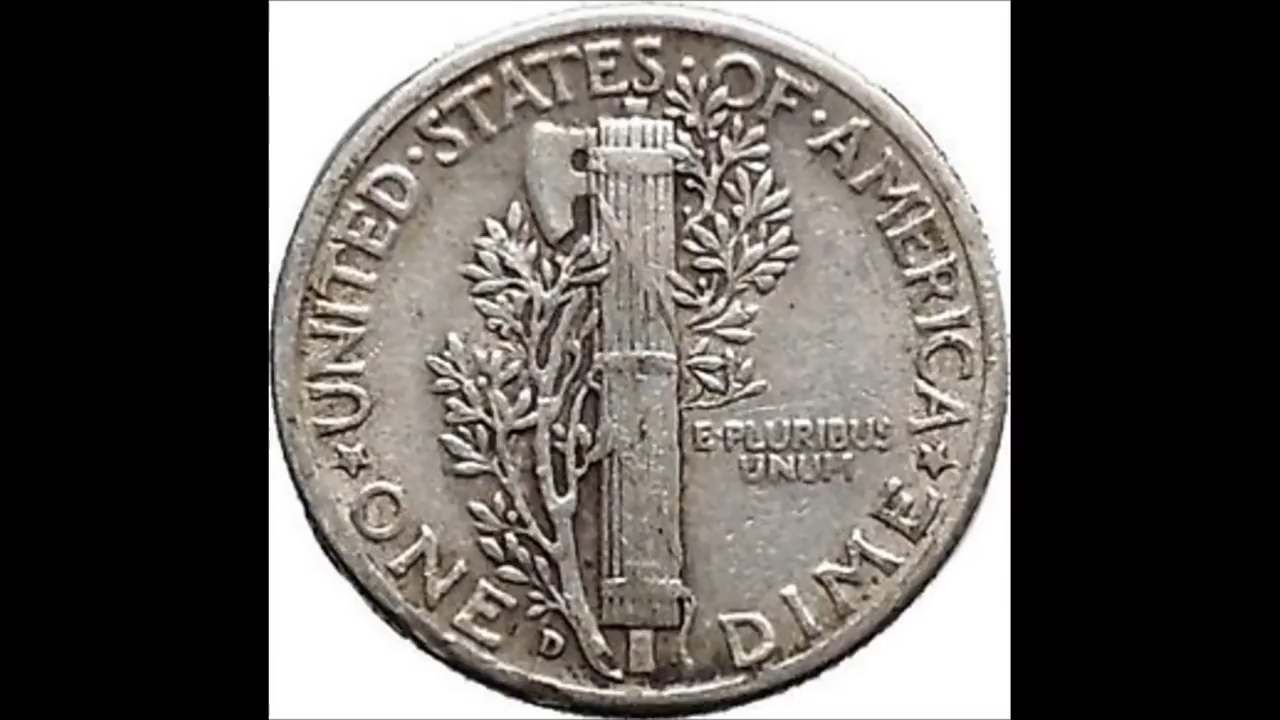 UNITED·STATES·OF·AMERICA
E·PLURIBUS
UNUM
ONE DIME
D